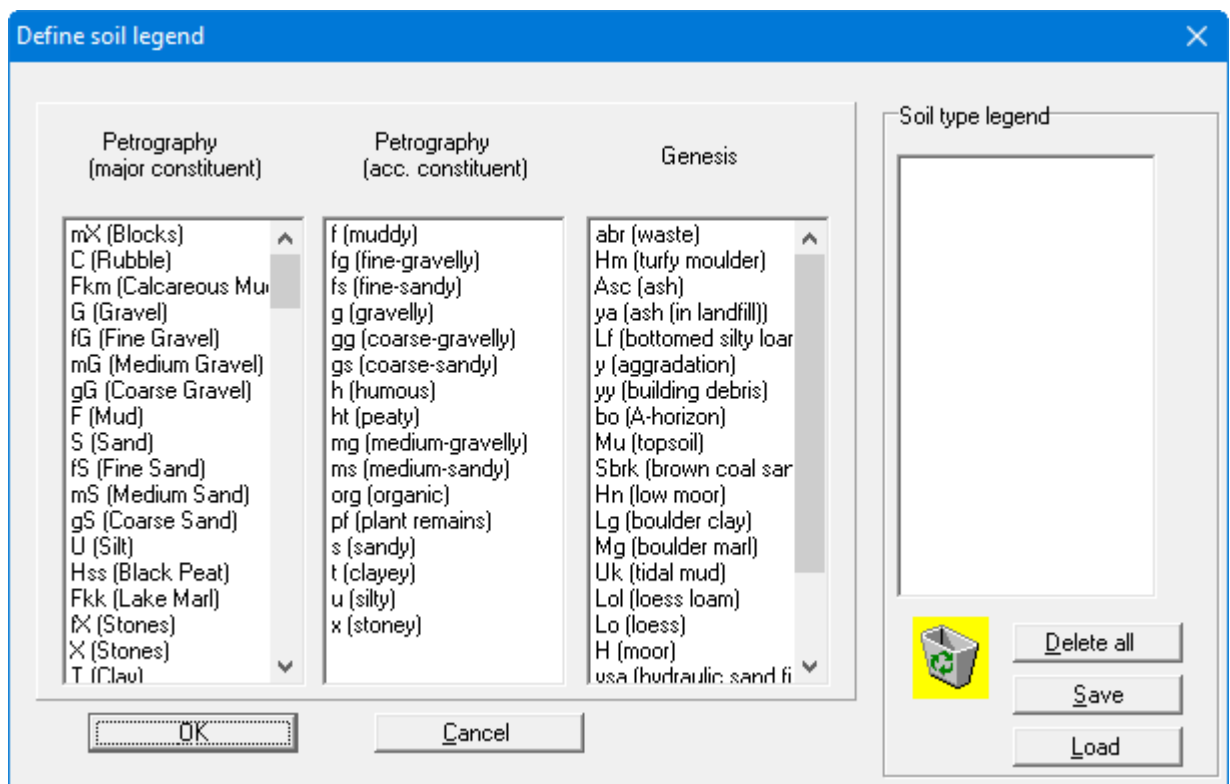 Define soil legend
Petrography
(major constituent)
mX (Blocks)
C (Rubble)
Fkm (Calcareous Mu
G (Gravel)
fG (Fine Gravel)
mG (Medium Gravel)
gG (Coarse Gravel)
F (Mud)
S (Sand)
fS (Fine Sand)
mS (Medium Sand)
gS (Coarse Sand)
U (Silt)
Hss (Black Peat)
Fkk (Lake Marl)
fX (Stones)
X (Stones)
T (Clay)
Petrography
(acc. constituent)
f (muddy)
fg (fine-gravelly)
fs (fine-sandy)
g (gravelly)
gg (coarse-gravelly)
gs (coarse-sandy)
h (humous)
ht (peaty)
mg (medium-gravelly)
ms (medium-sandy)
org (organic)
pf (plant remains)
s (sandy)
t (clayey)
u (silty)
x (stoney)
Genesis
abr (waste)
Hm (turfy moulder)
Asc (ash)
ya (ash (in landfill))
Lf (bottomed silty loar
y (aggradation)
yy (building debris)
bo (A-horizon)
Mu (topsoil)
Sbrk (brown coal sar
Hn (low moor)
Lg (boulder clay)
Mg (boulder marl)
Uk (tidal mud)
Lol (loess loam)
Lo (loess)
H (moor)
ysa (hydraulic sand fi
Soil type legend
Delete all
Save
Load
OK
Cancel